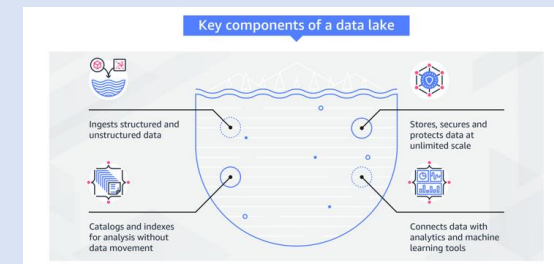 Key components of a data lake
Ingests structured and
unstructured data
Stores, secures and
protects data at
unlimited scale
Catalogs and indexes
for analysis without
data movement
Connects data with
analytics and machine
learning tools